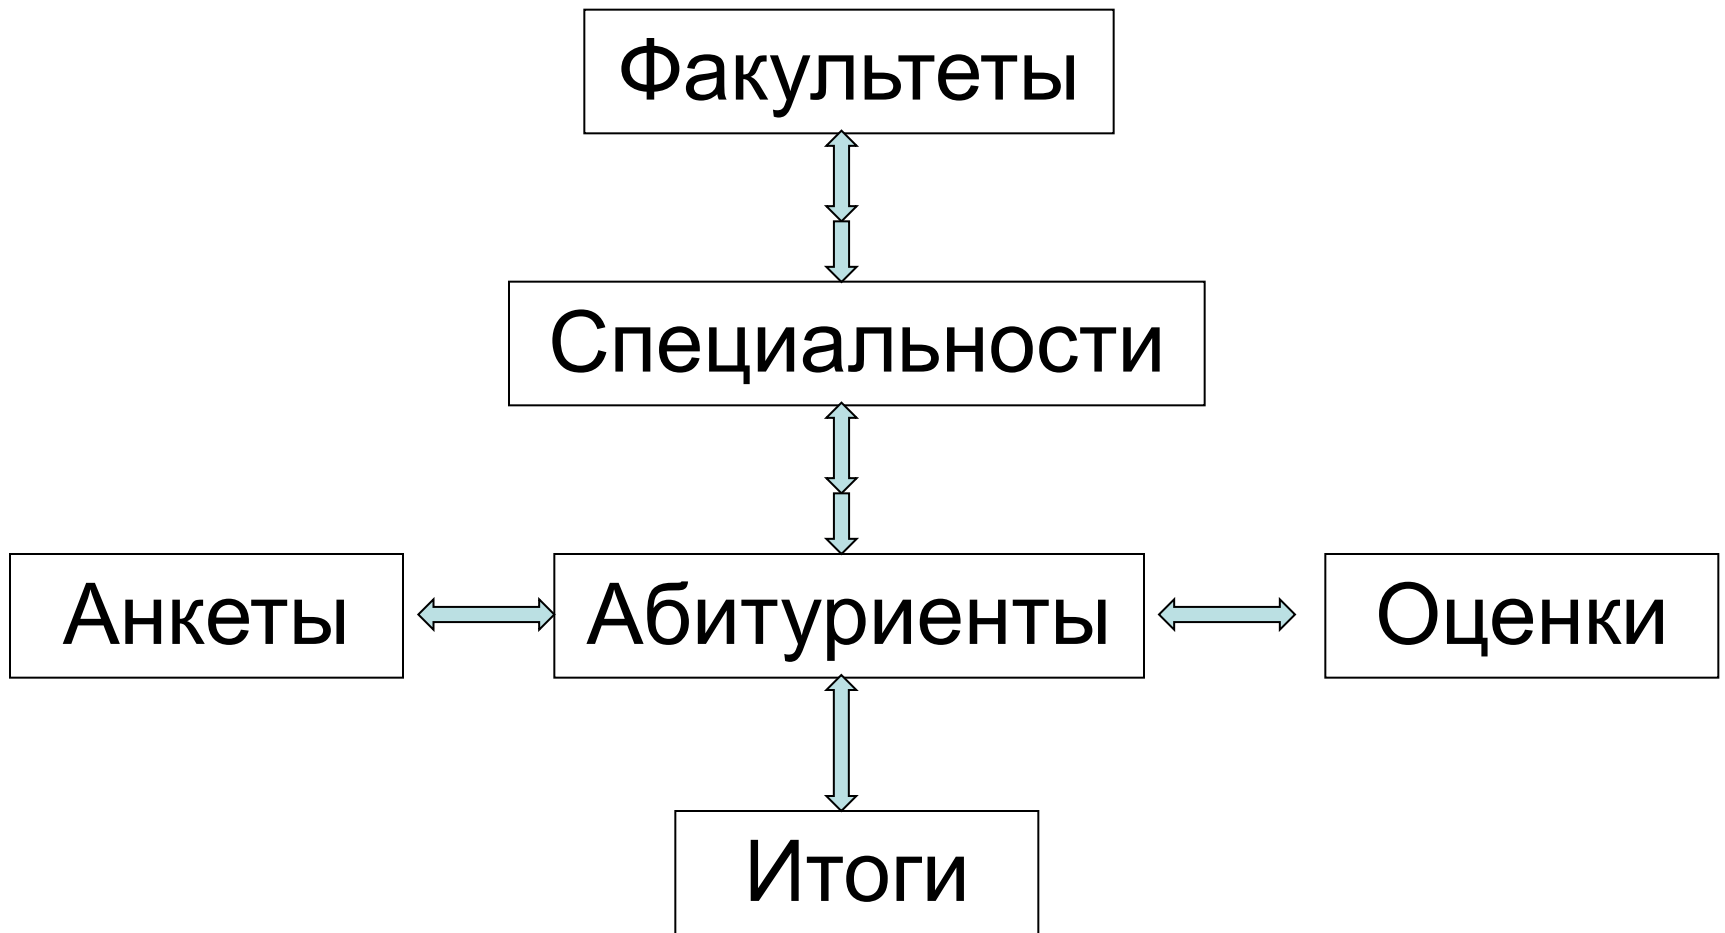 Факультеты
Специальности
Анкеты
Абитуриенты
Оценки
Итоги